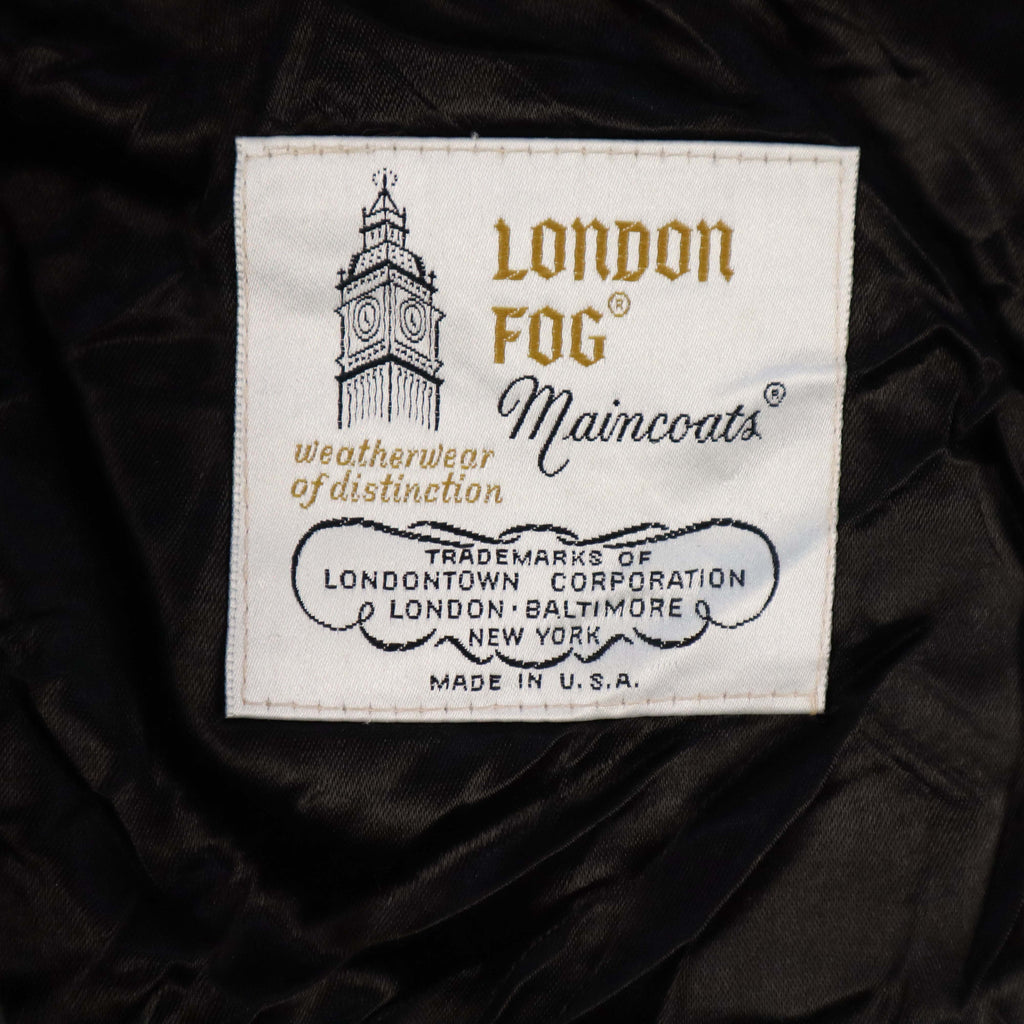 LONDON
FOG®
Maincoats®
weatherwear
of distinction
TRADEMARKS OF
LONDONTOWN CORPORATION
LONDON · BALTIMORE
NEW YORK
MADE IN U.S.A.